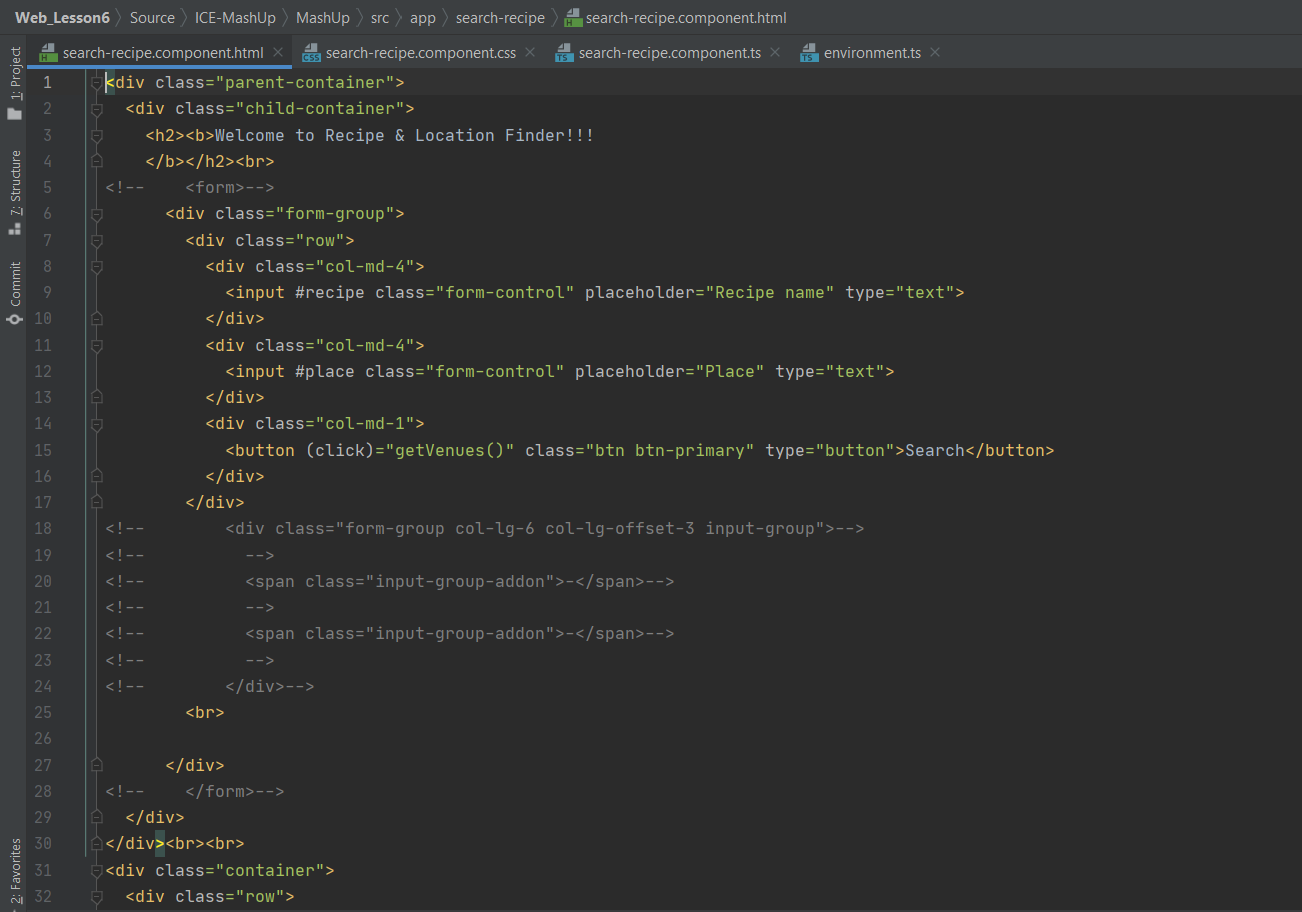 Web_Lesson6 Source ICE-MashUp MashUp src app search-recipe search-recipe.component.html
search-recipe.component.html search-recipe.component.css search-recipe.component.ts environment.ts
1: Project
7: Structure
Commit
2: Favorites
1 <div class="parent-container">
2 <div class="child-container">
3 <h2><b>Welcome to Recipe & Location Finder!!!
4 </b></h2><br>
5 <!-- <form>-->
6 <div class="form-group">
7 <div class="row">
8 <div class="col-md-4">
9 <input #recipe class="form-control" placeholder="Recipe name" type="text">
10 </div>
11 <div class="col-md-4">
12 <input #place class="form-control" placeholder="Place" type="text">
13 </div>
14 <div class="col-md-1">
15 <button (click)="getVenues()" class="btn btn-primary" type="button">Search</button>
16 </div>
17 </div>
18 <!-- <div class="form-group col-lg-6 col-lg-offset-3 input-group">-->
19 <!-- -->
20 <!-- <span class="input-group-addon">-</span>-->
21 <!-- -->
22 <!-- <span class="input-group-addon">-</span>-->
23 <!-- -->
24 <!-- </div>-->
25 <br>
26
27 </div>
28 <!-- </form>-->
29 </div>
30 </div><br><br>
31 <div class="container">
32 <div class="row">